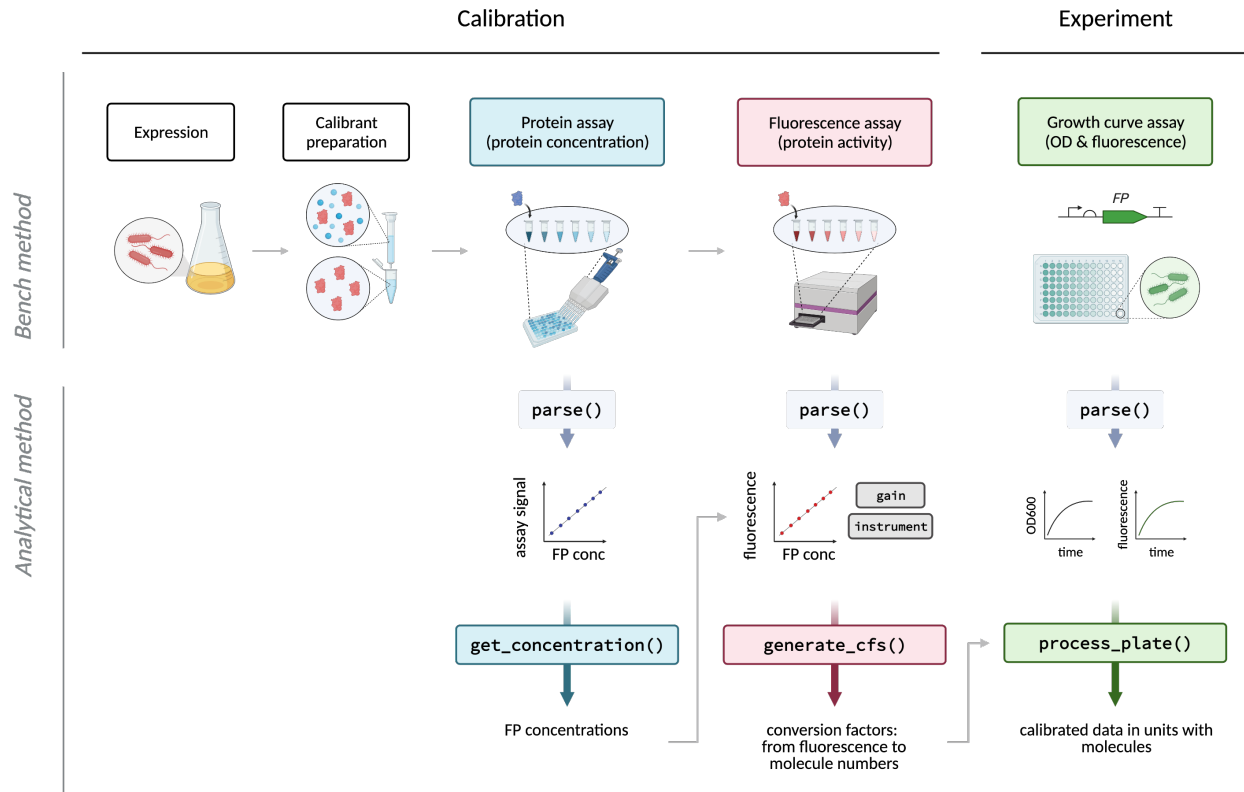 Calibration
Experiment
Bench method
Expression
Calibrant
preparation
Protein assay
(protein concentration)
Fluorescence assay
(protein activity)
Growth curve assay
(OD & fluorescence)
FP
Analytical method
parse()
parse()
parse()
assay signal
FP conc
fluorescence
FP conc
gain
instrument
OD600
time
fluorescence
time
get_concentration()
generate_cfs()
process_plate()
FP concentrations
conversion factors:
from fluorescence to
molecule numbers
calibrated data in units with
molecules